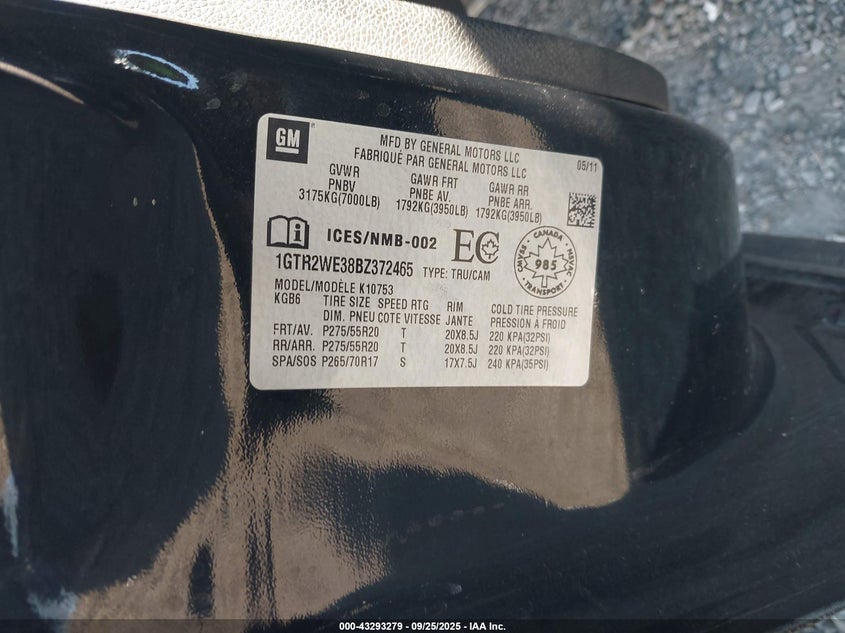 GM
MFD BY GENERAL MOTORS LLC
FABRIQUÉ PAR GENERAL MOTORS LLC
05/11
GVWR GAWR FRT GAWR RR
PNBV PNBE AV. PNBE ARR.
3175KG(7000LB) 1792KG(3950LB) 1792KG(3950LB)
ICES/NMB-002 EC
CANADA
CMVSS NSVAC
985
TRANSPORT
1GTR2WE38BZ372465 TYPE: TRU/CAM
MODEL/MODÈLE K10753
KGB6 TIRE SIZE SPEED RTG RIM COLD TIRE PRESSURE
DIM. PNEU COTE VITESSE JANTE PRESSION À FROID
FRT/AV. P275/55R20 T 20X8.5J 220 KPA(32PSI)
RR/ARR. P275/55R20 T 20X8.5J 220 KPA(32PSI)
SPA/SOS P265/70R17 S 17X7.5J 240 KPA(35PSI)
000-43293279 / 09/25/2025 - IAA Inc.